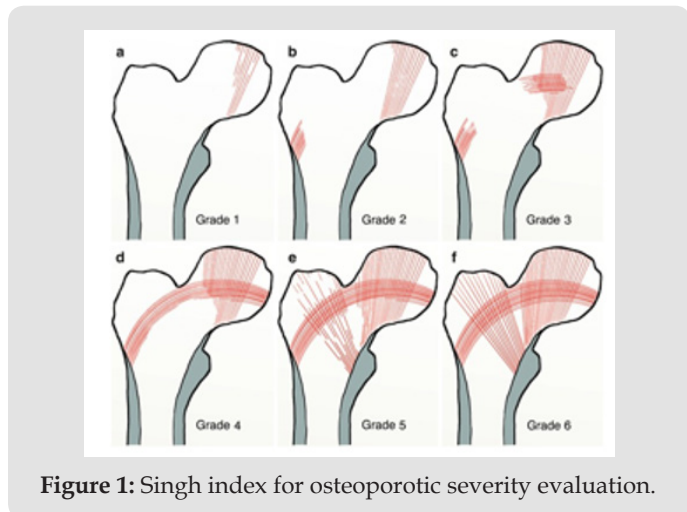 a b c
Grade 1 Grade 2 Grade 3
d e f
Grade 4 Grade 5 Grade 6
Figure 1: Singh index for osteoporotic severity evaluation.